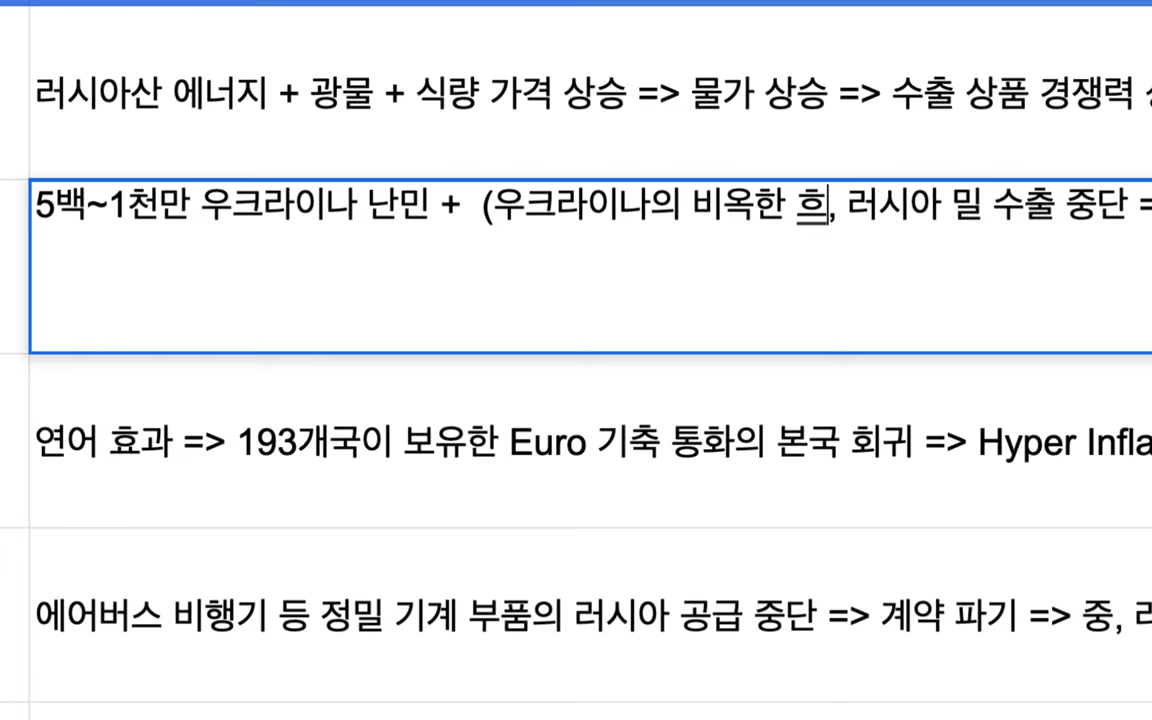 러시아산 에너지 + 광물 + 식량 가격 상승 => 물가 상승 => 수출 상품 경쟁력
5백~1천만 우크라이나 난민 + (우크라이나의 비옥한 흐, 러시아 밀 수출 중단 =
연어 효과 => 193개국이 보유한 Euro 기축 통화의 본국 회귀 => Hyper Infla
에어버스 비행기 등 정밀 기계 부품의 러시아 공급 중단 => 계약 파기 => 중,